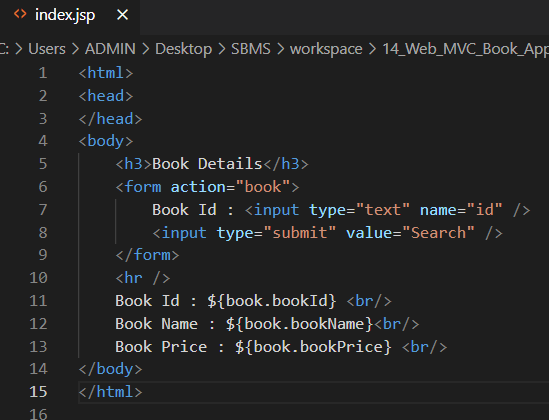 <> index.jsp ×
C: > Users > ADMIN > Desktop > SBMS > workspace > 14_Web_MVC_Book_App
1 <html>
2 <head>
3 </head>
4 <body>
5 <h3>Book Details</h3>
6 <form action="book">
7 Book Id : <input type="text" name="id" />
8 <input type="submit" value="Search" />
9 </form>
10 <hr />
11 Book Id : ${book.bookId} <br/>
12 Book Name : ${book.bookName}<br/>
13 Book Price : ${book.bookPrice} <br/>
14 </body>
15 </html>
16